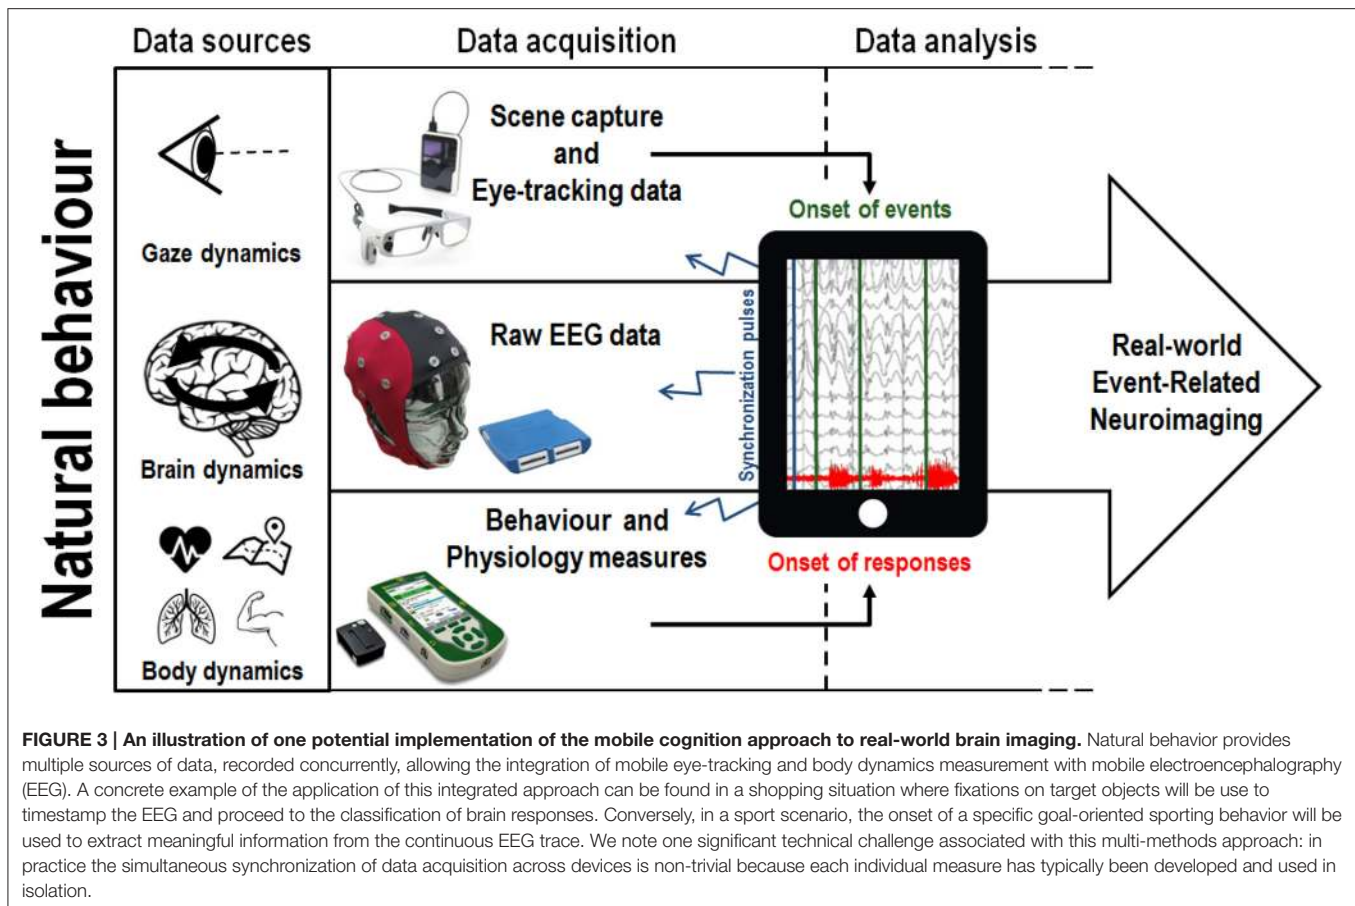 Data sources
Data acquisition
Data analysis
Natural behaviour
Gaze dynamics
Brain dynamics
Body dynamics
Scene capture
and
Eye-tracking data
Raw EEG data
Behaviour and
Physiology measures
Onset of events
Synchronization pulses
Onset of responses
Real-world
Event-Related
Neuroimaging
FIGURE 3 | An illustration of one potential implementation of the mobile cognition approach to real-world brain imaging. Natural behavior provides
multiple sources of data, recorded concurrently, allowing the integration of mobile eye-tracking and body dynamics measurement with mobile electroencephalography
(EEG). A concrete example of the application of this integrated approach can be found in a shopping situation where fixations on target objects will be use to
timestamp the EEG and proceed to the classification of brain responses. Conversely, in a sport scenario, the onset of a specific goal-oriented sporting behavior will be
used to extract meaningful information from the continuous EEG trace. We note one significant technical challenge associated with this multi-methods approach: in
practice the simultaneous synchronization of data acquisition across devices is non-trivial because each individual measure has typically been developed and used in
isolation.